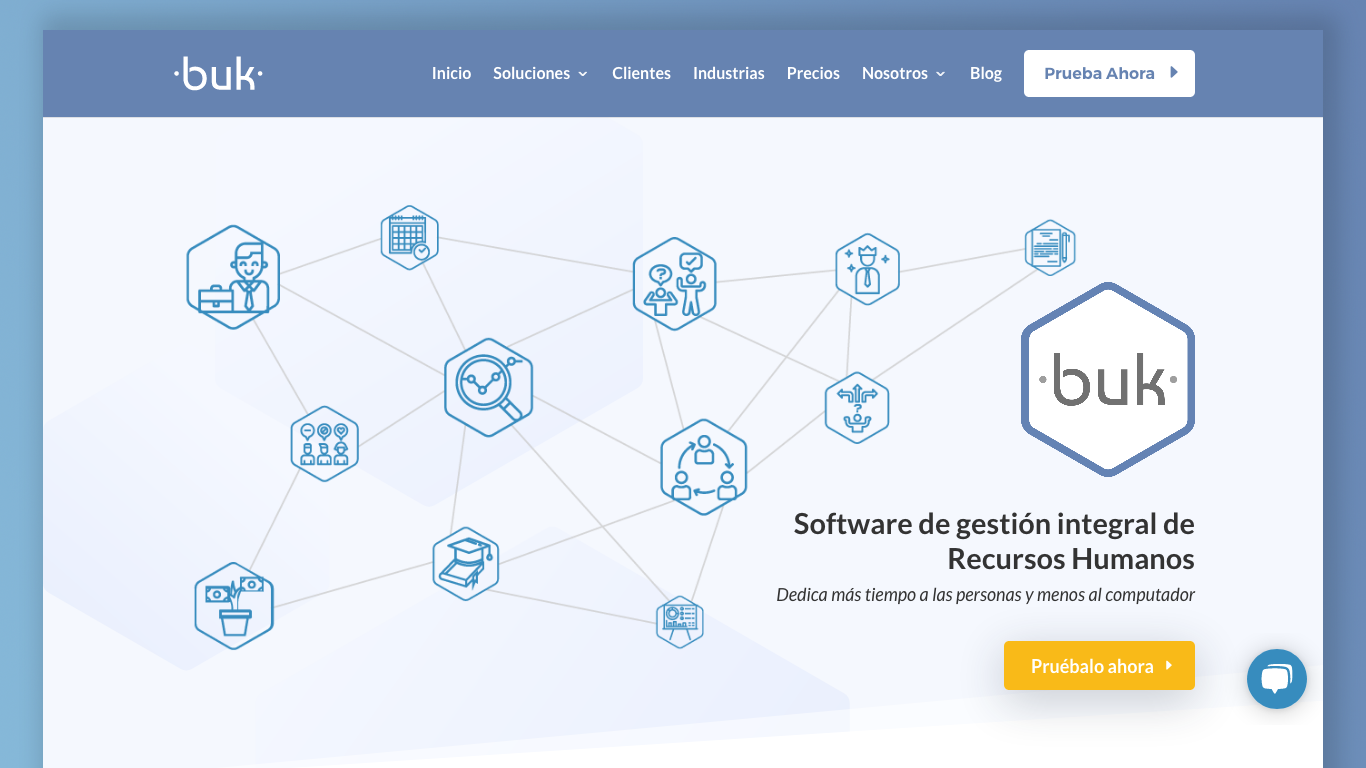 ·buk·
Inicio Soluciones Clientes Industrias Precios Nosotros Blog Prueba Ahora
?
?
·buk·
Software de gestión integral de
Recursos Humanos
Dedica más tiempo a las personas y menos al computador
Pruébalo ahora